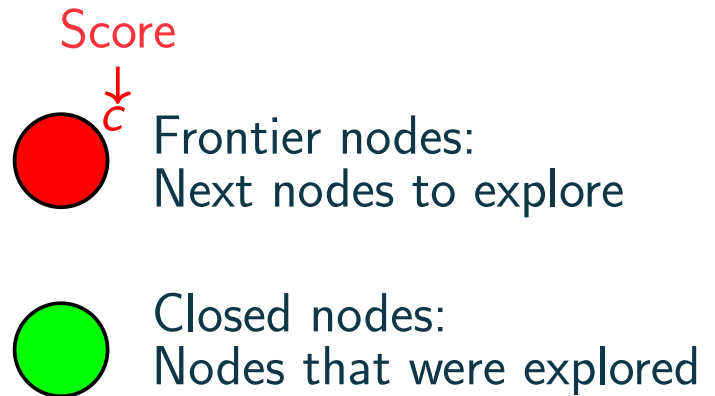 Score
↓
c
Frontier nodes:
Next nodes to explore
Closed nodes:
Nodes that were explored